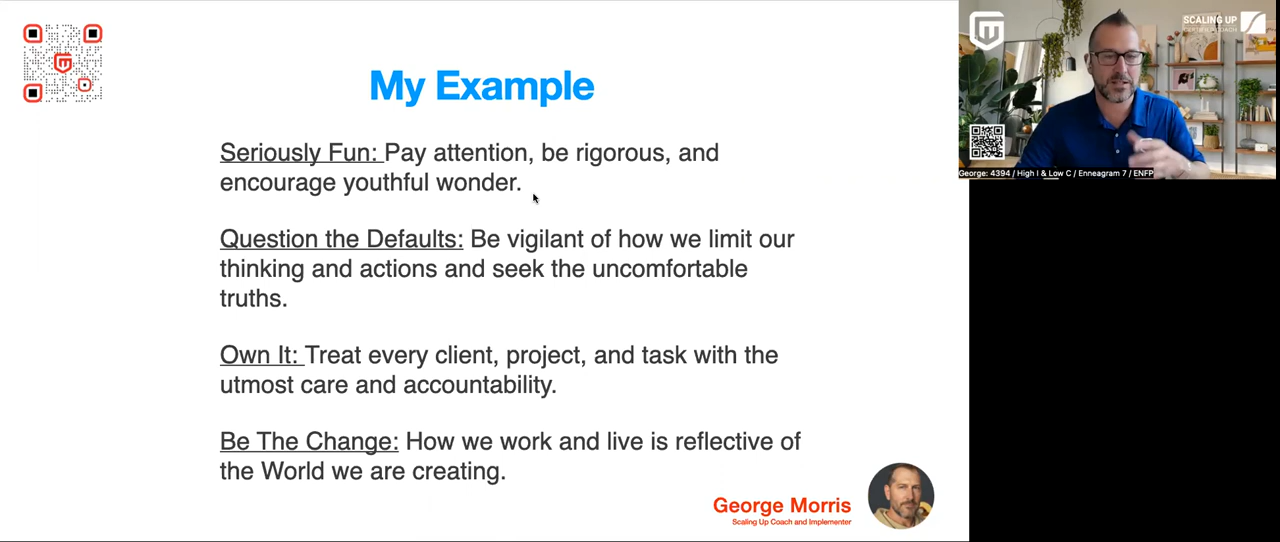 My Example
Seriously Fun: Pay attention, be rigorous, and
encourage youthful wonder.
Question the Defaults: Be vigilant of how we limit our
thinking and actions and seek the uncomfortable
truths.
Own It: Treat every client, project, and task with the
utmost care and accountability.
Be The Change: How we work and live is reflective of
the World we are creating.
George Morris
Scaling Up Coach and Implementer
SCALING UP
George: 4394 / High I & Low C / Enneagram 7 / ENFP